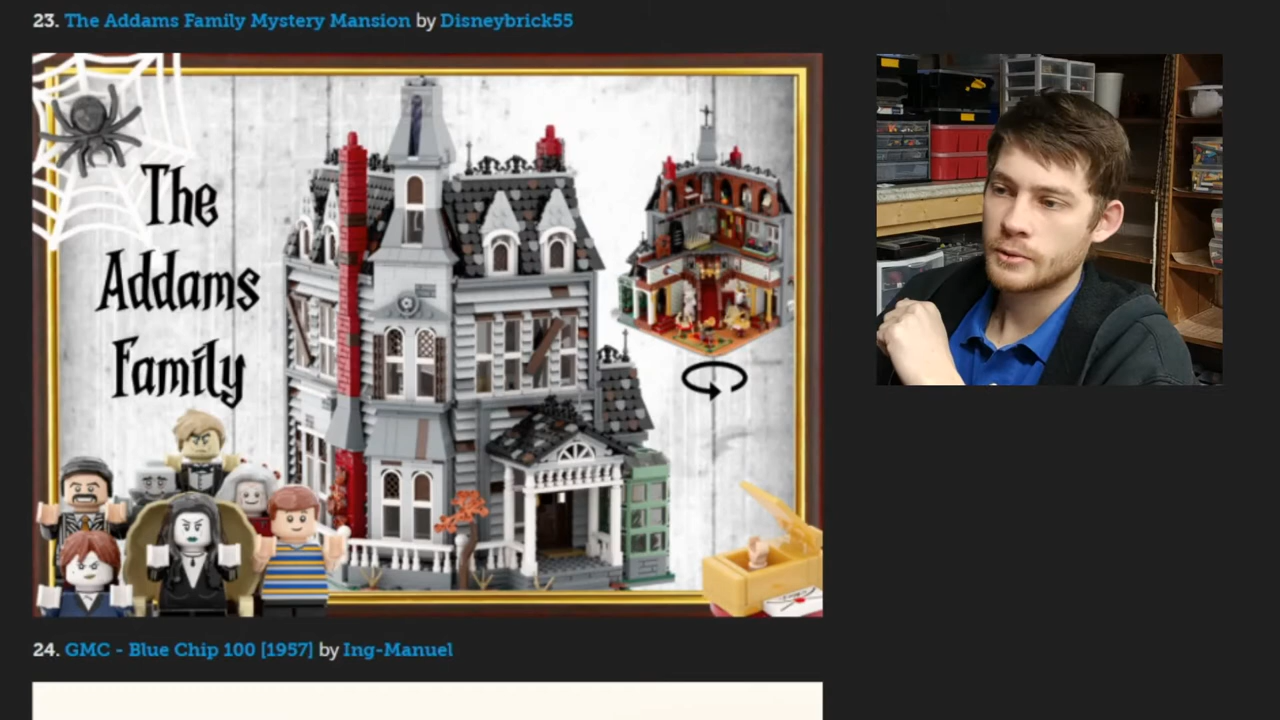 23. The Addams Family Mystery Mansion by Disneybrick55
The
Addams
Family
24. GMC - Blue Chip 100 [1957] by Ing-Manuel